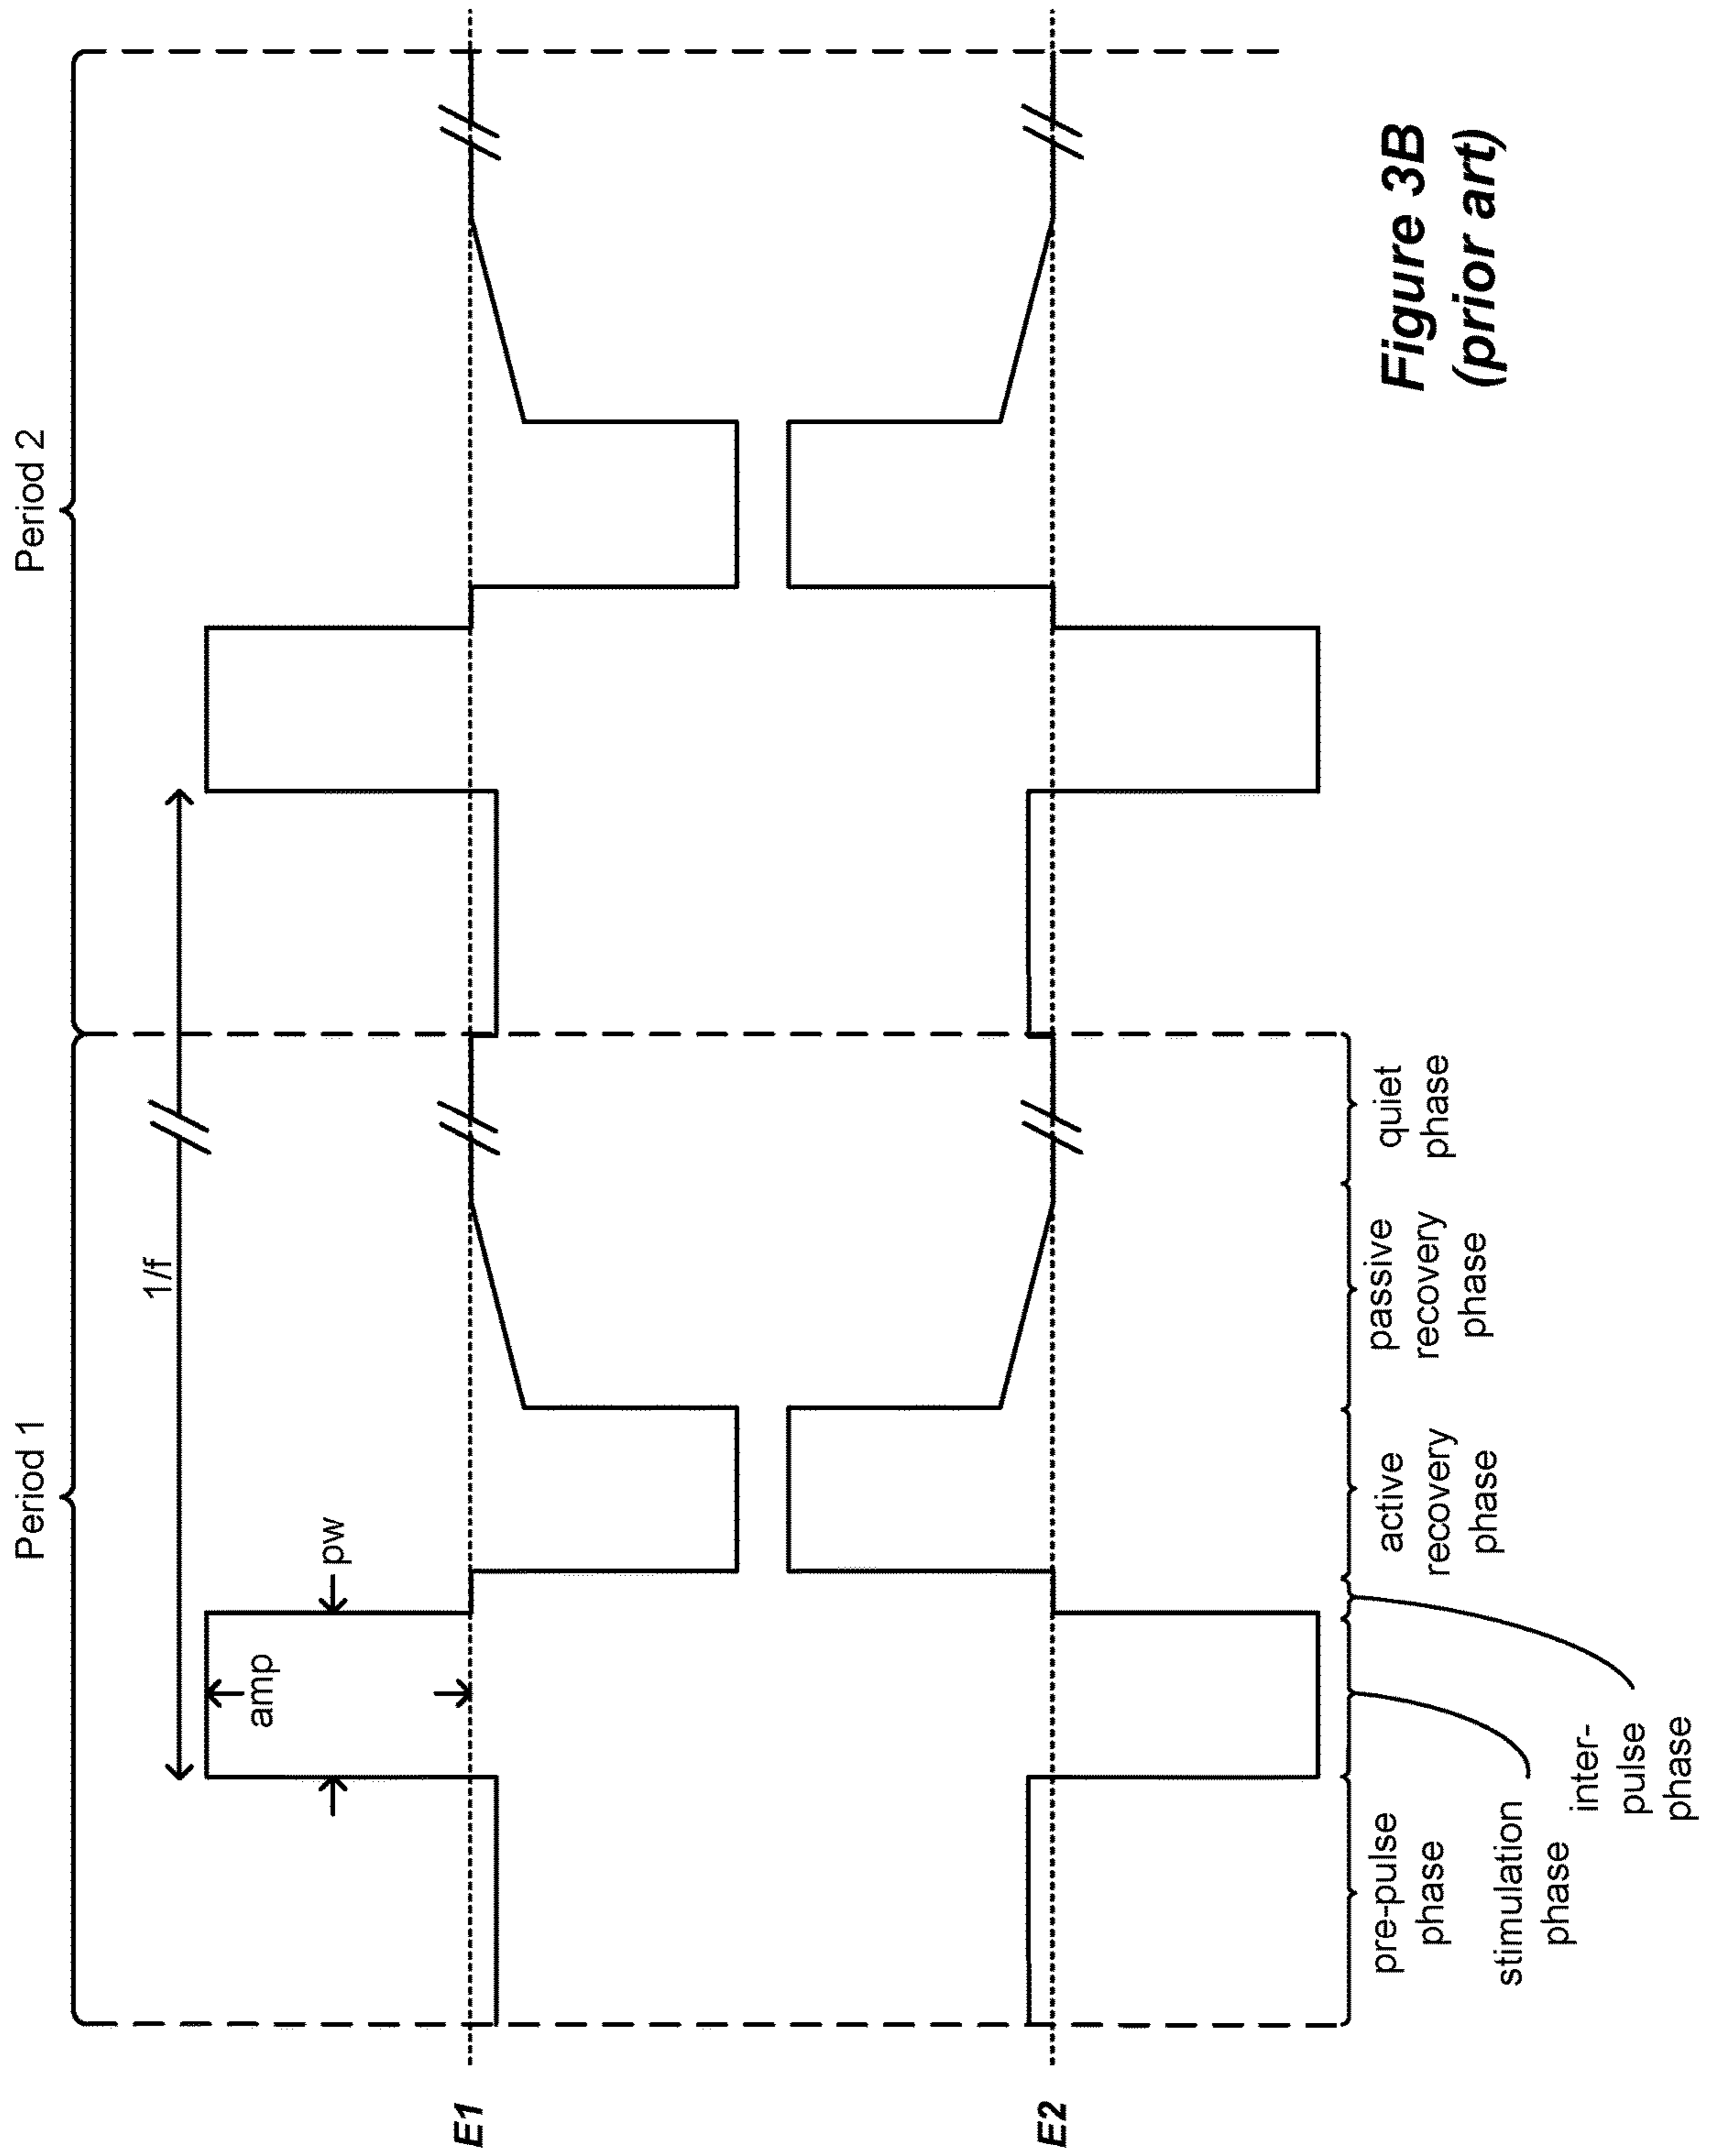 Period 1
Period 2
1/f
amp
pw
E1
E2
pre-pulse
phase
stimulation
phase
inter-
pulse
phase
active
recovery
phase
passive
recovery
phase
quiet
phase
Figure 3B
(prior art)